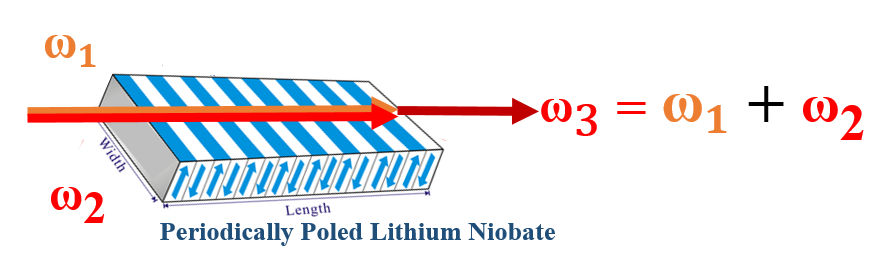 ω1
ω3 = ω1 + ω2
Width
ω2
Length
Periodically Poled Lithium Niobate